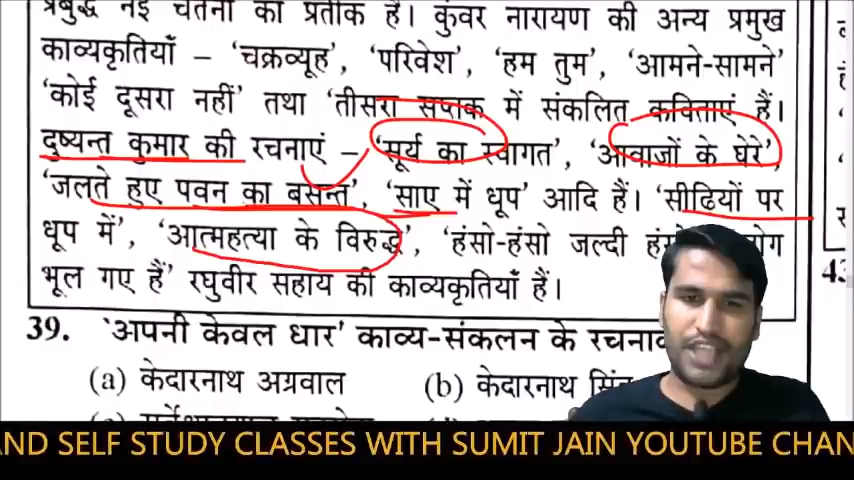 प्रबुद्ध नई चेतना का प्रतीक है। कुंवर नारायण की अन्य प्रमुख
काव्यकृतियाँ – 'चक्रव्यूह', 'परिवेश', 'हम तुम', 'आमने-सामने'
'कोई दूसरा नहीं' तथा 'तीसरा सप्तक में संकलित कविताएं हैं।
दुष्यन्त कुमार की रचनाएं – 'सूर्य का स्वागत', 'आवाजों के घेरे',
'जलते हुए पवन का बसन्त', 'साए में धूप' आदि हैं। 'सीढ़ियों पर
धूप में', 'आत्महत्या के विरुद्ध', 'हंसो-हंसो जल्दी
भूल गए हैं' रघुवीर सहाय की काव्यकृतियाँ हैं।
39. 'अपनी केवल धार' काव्य-संकलन के
(a) केदारनाथ अग्रवाल (b) केदारनाथ
AND SELF STUDY CLASSES WITH SUMIT JAIN YOUTUBE CHAN